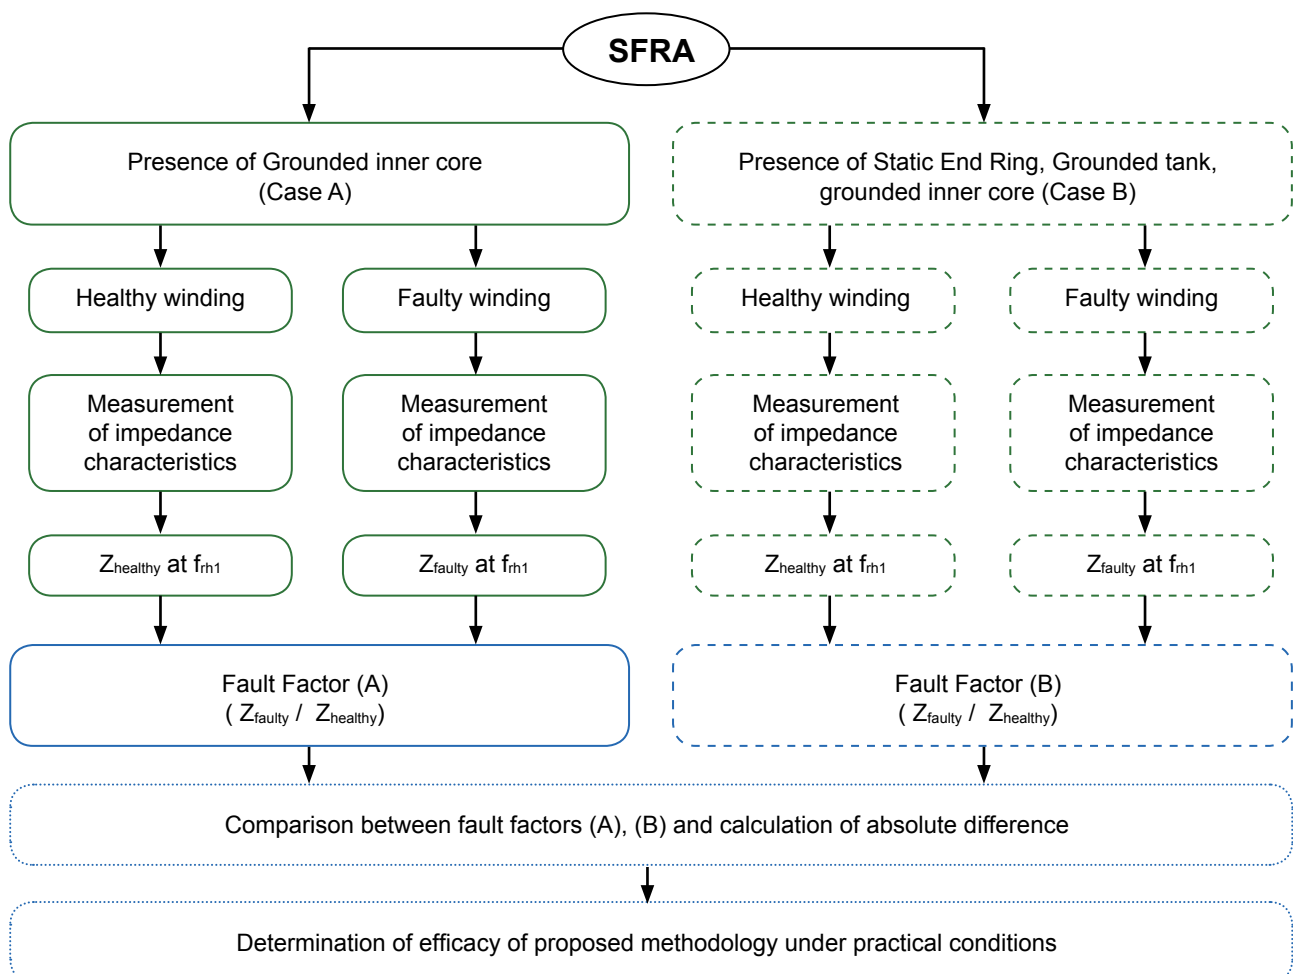 SFRA
Presence of Grounded inner core
(Case A)
Presence of Static End Ring, Grounded tank,
grounded inner core (Case B)
Healthy winding
Faulty winding
Healthy winding
Faulty winding
Measurement
of impedance
characteristics
Measurement
of impedance
characteristics
Measurement
of impedance
characteristics
Measurement
of impedance
characteristics
Zhealthy at frh1
Zfaulty at frh1
Zhealthy at frh1
Zfaulty at frh1
Fault Factor (A)
( Zfaulty / Zhealthy)
Fault Factor (B)
( Zfaulty / Zhealthy)
Comparison between fault factors (A), (B) and calculation of absolute difference
Determination of efficacy of proposed methodology under practical conditions